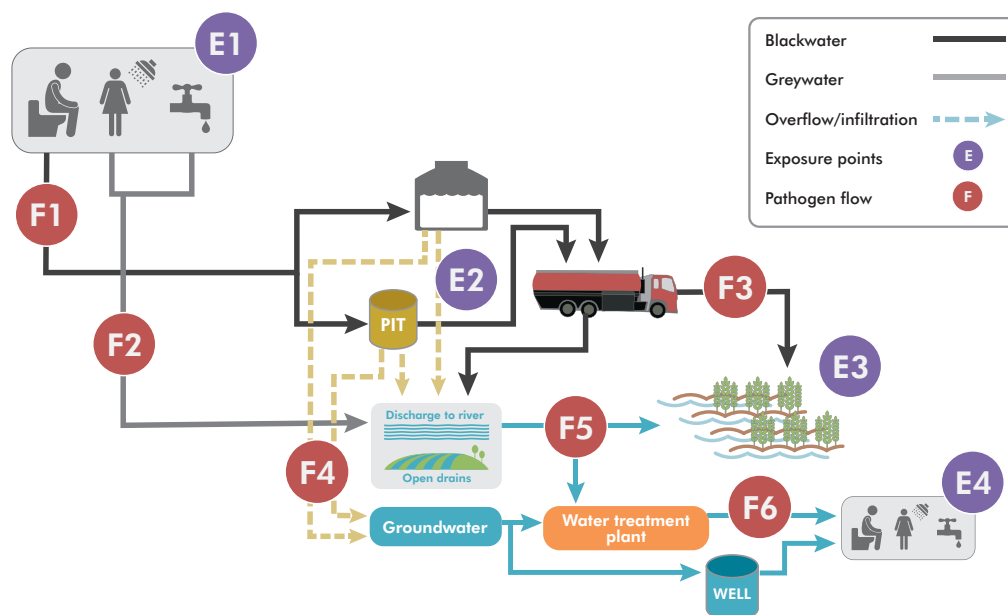 E1
Blackwater
Greywater
Overflow/infiltration
Exposure points
E
Pathogen flow
F
F1
E2
F3
PIT
F2
E3
Discharge to river
Open drains
F5
F4
E4
Groundwater
Water treatment
plant
F6
WELL